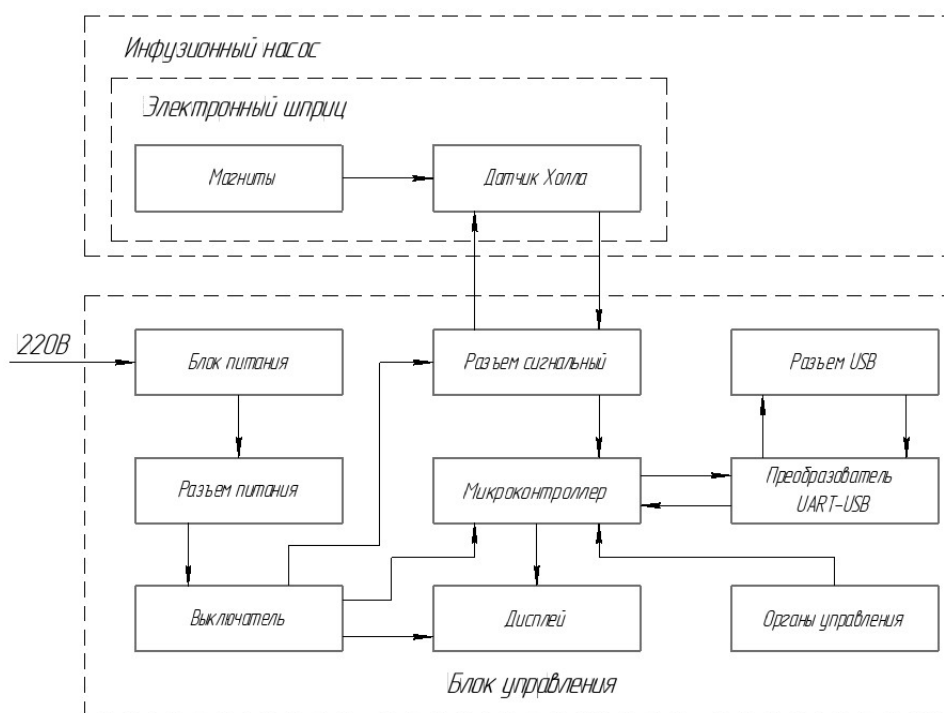 Инфузионный насос
Электронный шприц
Магниты
Датчик Холла
220В
Блок питания
Разъем сигнальный
Разъем USB
Разъем питания
Микроконтроллер
Преобразователь
UART-USB
Выключатель
Дисплей
Органы управления
Блок управления